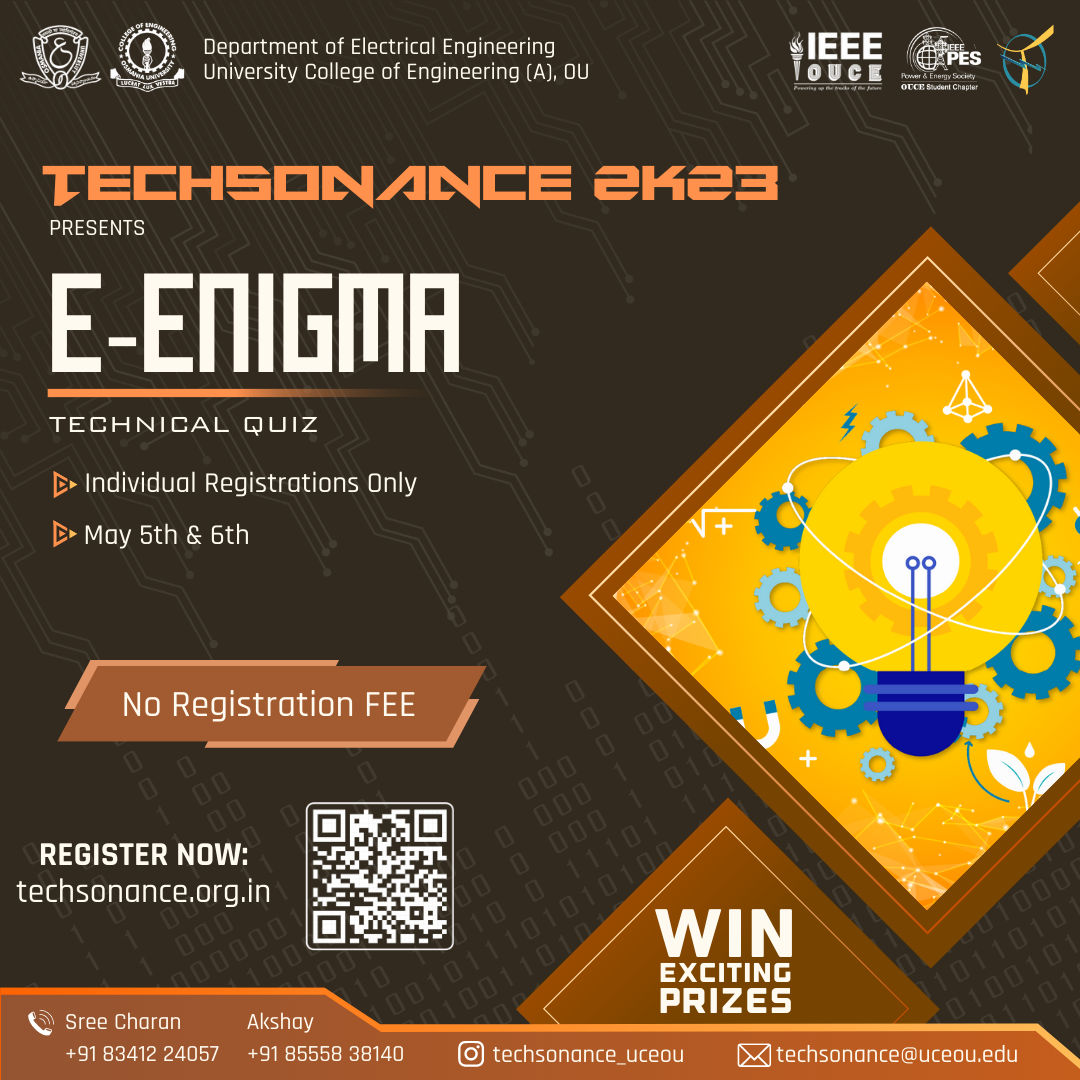 COLLEGE OF ENGINEERING
OSMANIA UNIVERSITY
Department of Electrical Engineering
University College of Engineering (A), OU
IEEE
OUCE
Powering up the tracks of the future
IEEE
PES
Power & Energy Society
OUCE Student Chapter
TECHSONANCE 2K23
PRESENTS
E-ENIGMA
TECHNICAL QUIZ
Individual Registrations Only
May 5th & 6th
No Registration FEE
REGISTER NOW:
techsonance.org.in
WIN
EXCITING
PRIZES
Sree Charan
+91 83412 24057
Akshay
+91 85558 38140
techsonance_uceou
techsonance@uceou.edu